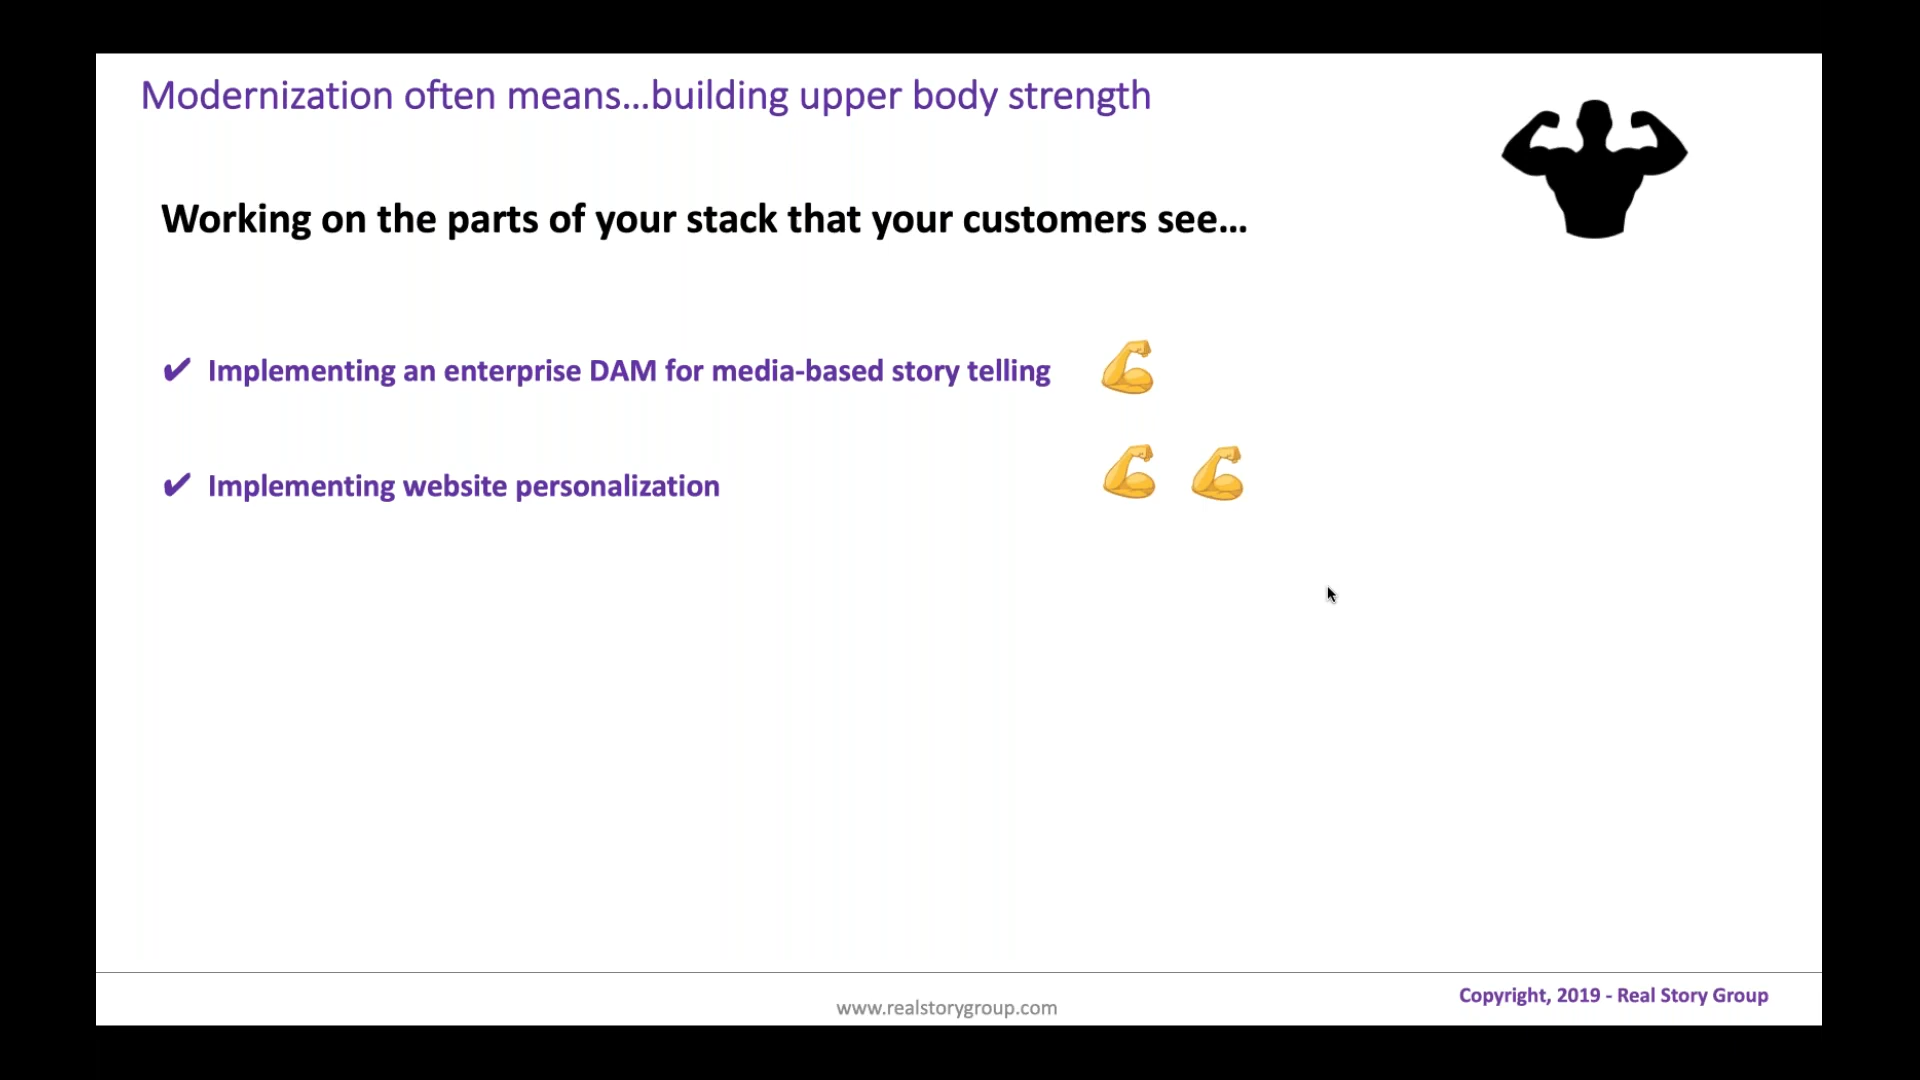 Modernization often means...building upper body strength
Working on the parts of your stack that your customers see...
✔ Implementing an enterprise DAM for media-based story telling
✔ Implementing website personalization
www.realstorygroup.com
Copyright, 2019 - Real Story Group